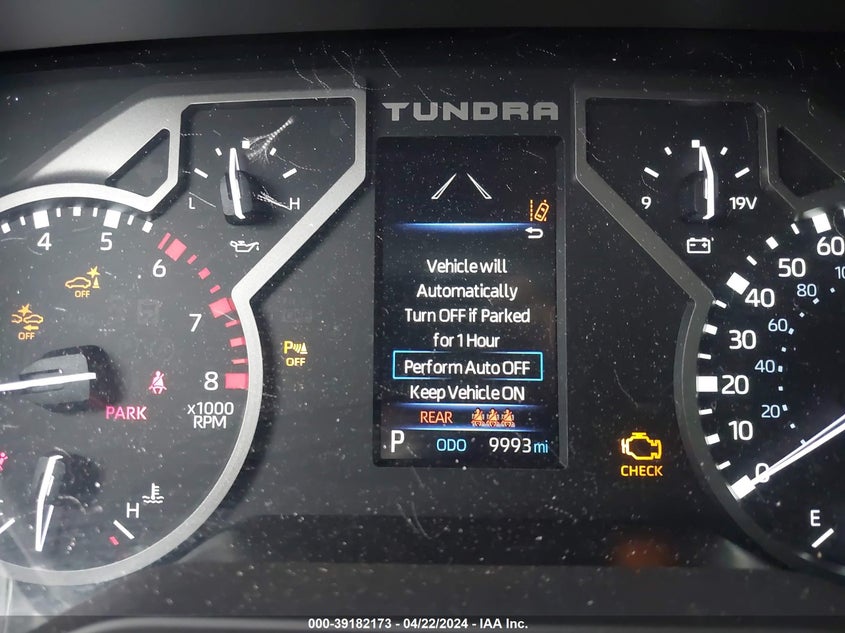 TUNDRA
L H
9 19V
4 5 6 7 8
x1000
RPM
OFF
OFF
P OFF
PARK
H
Vehicle will
Automatically
Turn OFF if Parked
for 1 Hour
Perform Auto OFF
Keep Vehicle ON
REAR
P ODO 9993 mi
CHECK
60
50
40
30
20
10
0
80
60
40
20
E
000-39182173 - 04/22/2024 - IAA Inc.